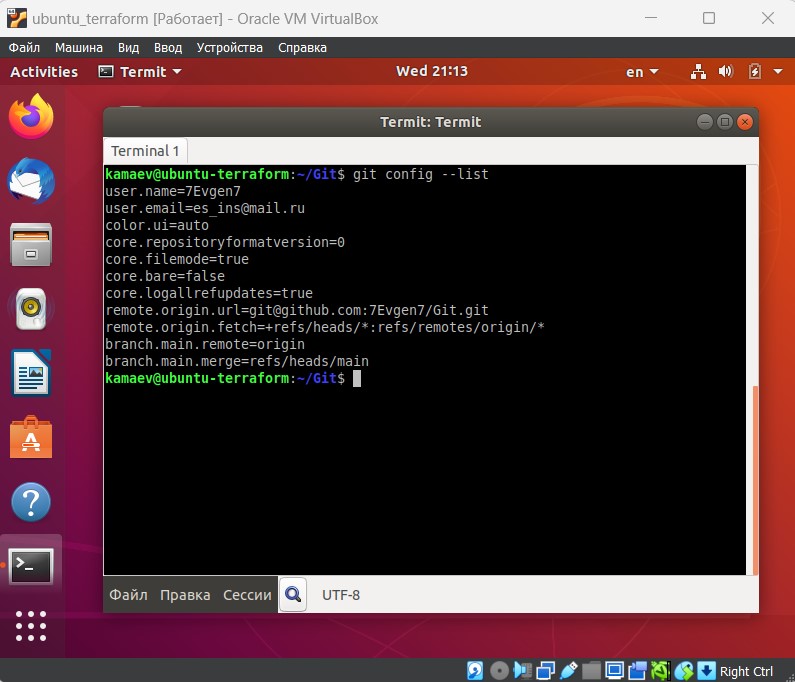 ubuntu_terraform [Работает] - Oracle VM VirtualBox
Файл Машина Вид Ввод Устройства Справка
Activities Termit Wed 21:13 en
Termit: Termit
Terminal 1
kamaev@ubuntu-terraform:~/Git$ git config --list
user.name=7Evgen7
user.email=es_ins@mail.ru
color.ui=auto
core.repositoryformatversion=0
core.filemode=true
core.bare=false
core.logallrefupdates=true
remote.origin.url=git@github.com:7Evgen7/Git.git
remote.origin.fetch=+refs/heads/*:refs/remotes/origin/*
branch.main.remote=origin
branch.main.merge=refs/heads/main
kamaev@ubuntu-terraform:~/Git$
Файл Правка Сессии UTF-8
Right Ctrl